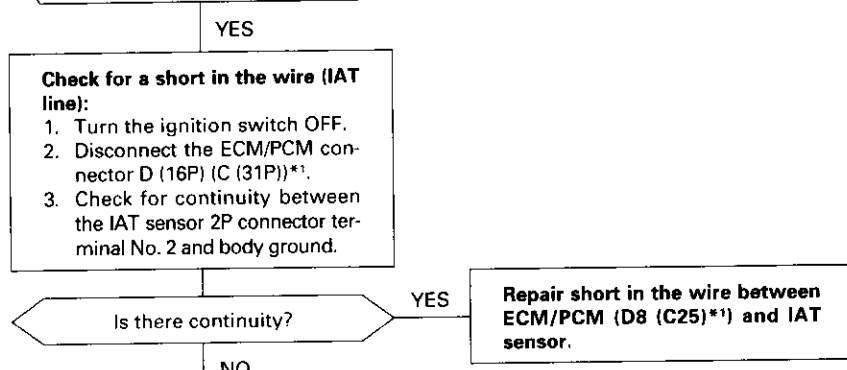 YES
Check for a short in the wire (IAT
line):
1. Turn the ignition switch OFF.
2. Disconnect the ECM/PCM con-
nector D (16P) (C (31P))*1.
3. Check for continuity between
the IAT sensor 2P connector ter-
minal No. 2 and body ground.
Is there continuity?
YES
Repair short in the wire between
ECM/PCM (D8 (C25)*1) and IAT
sensor.
NO